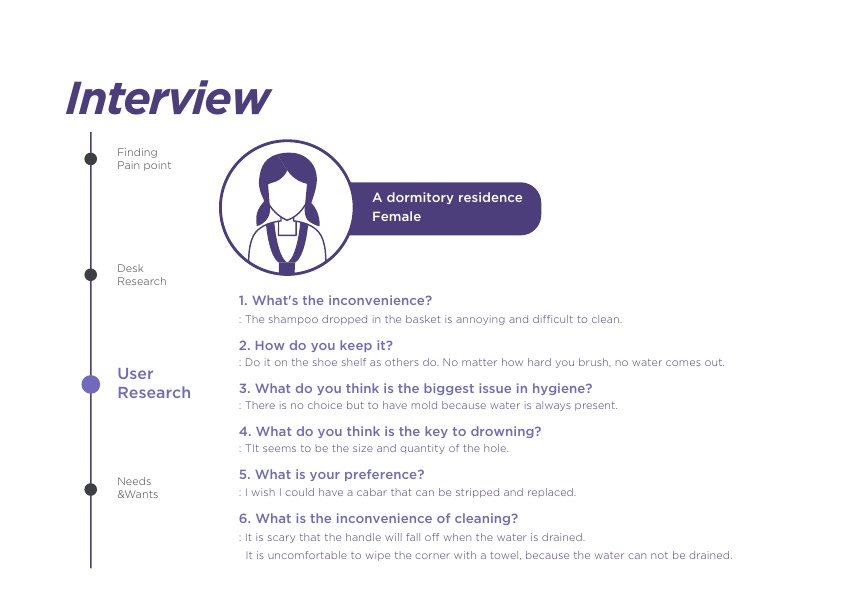 Interview
Finding
Pain point
Desk
Research
User
Research
Needs
&Wants
A dormitory residence
Female
1. What's the inconvenience?
: The shampoo dropped in the basket is annoying and difficult to clean.
2. How do you keep it?
: Do it on the shoe shelf as others do. No matter how hard you brush, no water comes out.
3. What do you think is the biggest issue in hygiene?
: There is no choice but to have mold because water is always present.
4. What do you think is the key to drowning?
: TIt seems to be the size and quantity of the hole.
5. What is your preference?
: I wish I could have a cabar that can be stripped and replaced.
6. What is the inconvenience of cleaning?
: It is scary that the handle will fall off when the water is drained.
It is uncomfortable to wipe the corner with a towel, because the water can not be drained.